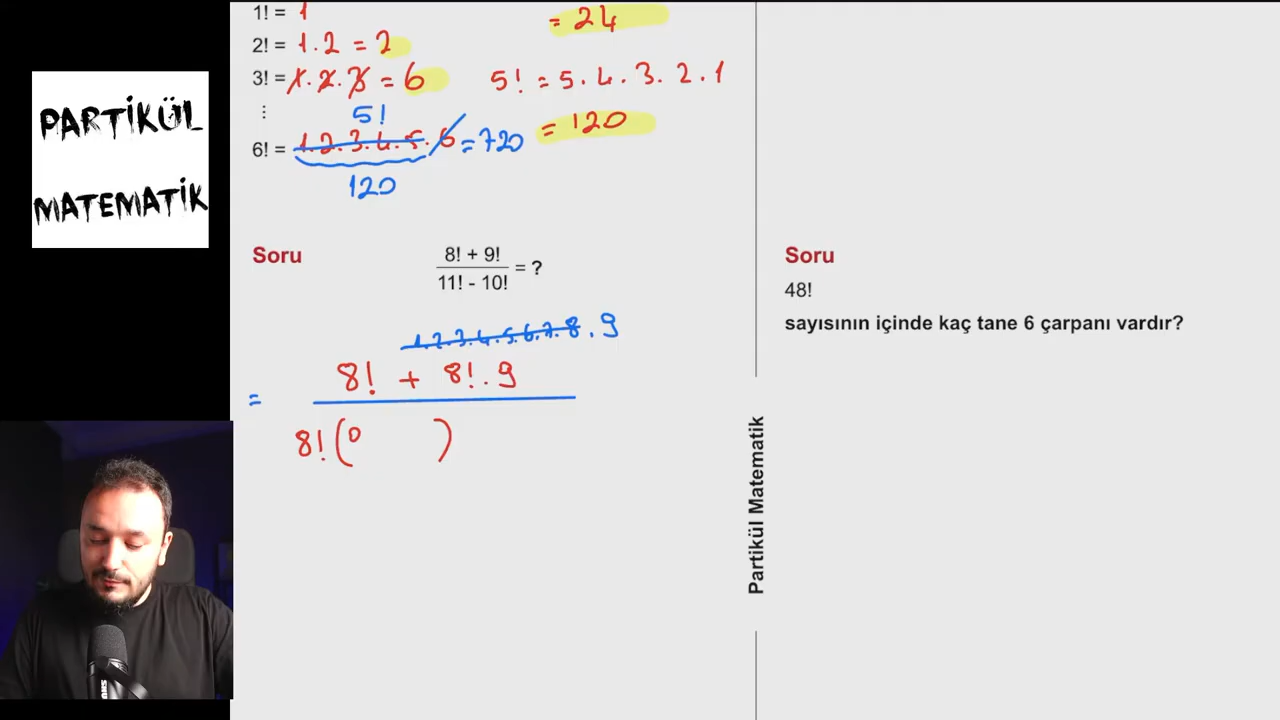 PARTİKÜL
MATEMATİK
1! = 1
2! = 1.2 = 2
3! = 1.2.3 = 6
⋮
5!
6! = 1.2.3.4.5.6 = 720
120
= 24
5! = 5.4.3.2.1
= 120
Soru
8! + 9!
11! - 10!
= ?
1.2.3.4.5.6.7.8.9
= 8! + 8!.9
8!(9 )
Soru
48!
sayısının içinde kaç tane 6 çarpanı vardır?
Partikül Matematik